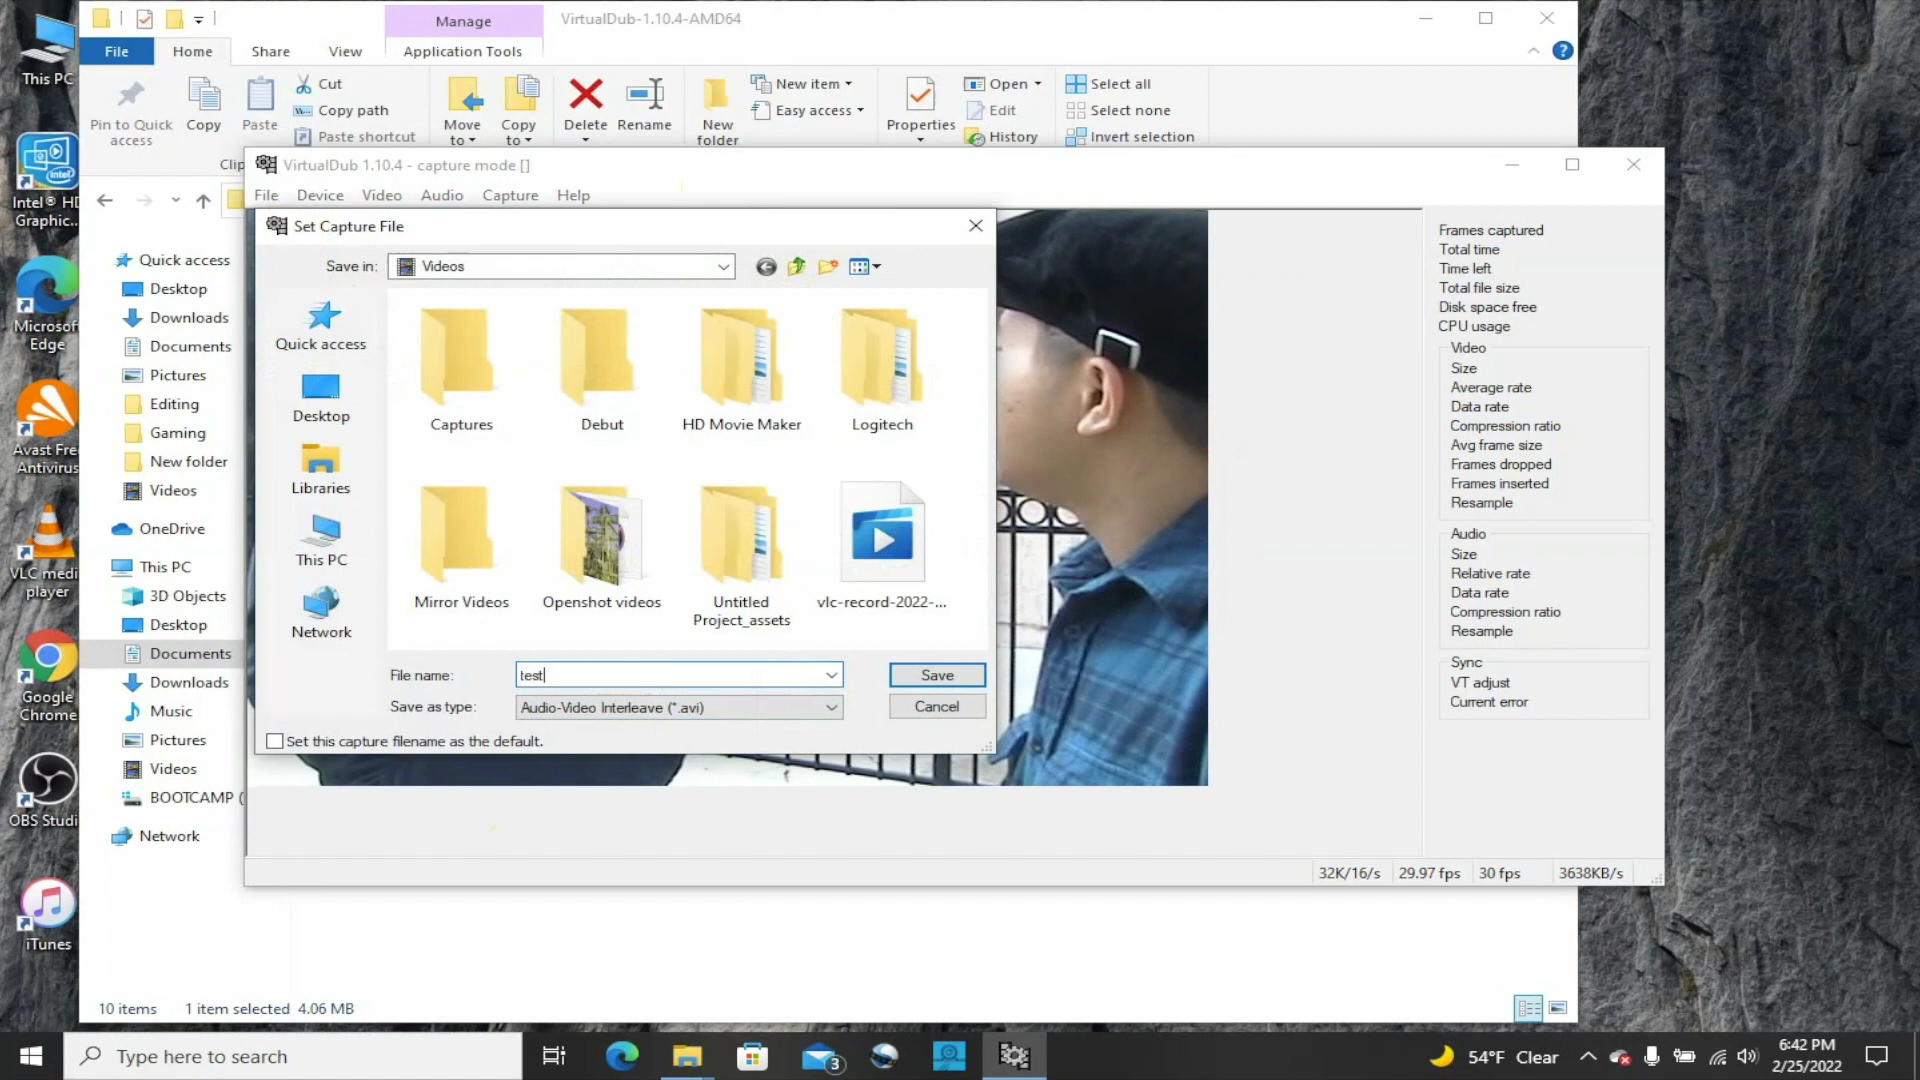 Manage
VirtualDub-1.10.4-AMD64
File
Home
Share
View
Application Tools
Pin to Quick access
Copy
Paste
Cut
Copy path
Paste shortcut
Move to
Copy to
Delete
Rename
New folder
New item
Easy access
Properties
Open
Edit
History
Select all
Select none
Invert selection
Clip
This PC
Intel® HD
Graphic...
Microsoft
Edge
Avast Free
Antivirus
VLC medi
player
Google
Chrome
OBS Studi
iTunes
Quick access
Desktop
Downloads
Documents
Pictures
Editing
Gaming
New folder
Videos
OneDrive
This PC
3D Objects
Desktop
Documents
Downloads
Music
Pictures
Videos
BOOTCAMP (
Network
VirtualDub 1.10.4 - capture mode []
File
Device
Video
Audio
Capture
Help
Set Capture File
Save in:
Videos
Quick access
Desktop
Libraries
This PC
Network
Captures
Debut
HD Movie Maker
Logitech
Mirror Videos
Openshot videos
Untitled
Project_assets
vlc-record-2022-...
File name:
test
Save
Save as type:
Audio-Video Interleave (*.avi)
Cancel
Set this capture filename as the default.
Frames captured
Total time
Time left
Total file size
Disk space free
CPU usage
Video
Size
Average rate
Data rate
Compression ratio
Avg frame size
Frames dropped
Frames inserted
Resample
Audio
Size
Relative rate
Data rate
Compression ratio
Resample
Sync
VT adjust
Current error
32K/16/s
29.97 fps
30 fps
3638KB/s
10 items
1 item selected 4.06 MB
Type here to search
3
54°F Clear
6:42 PM
2/25/2022